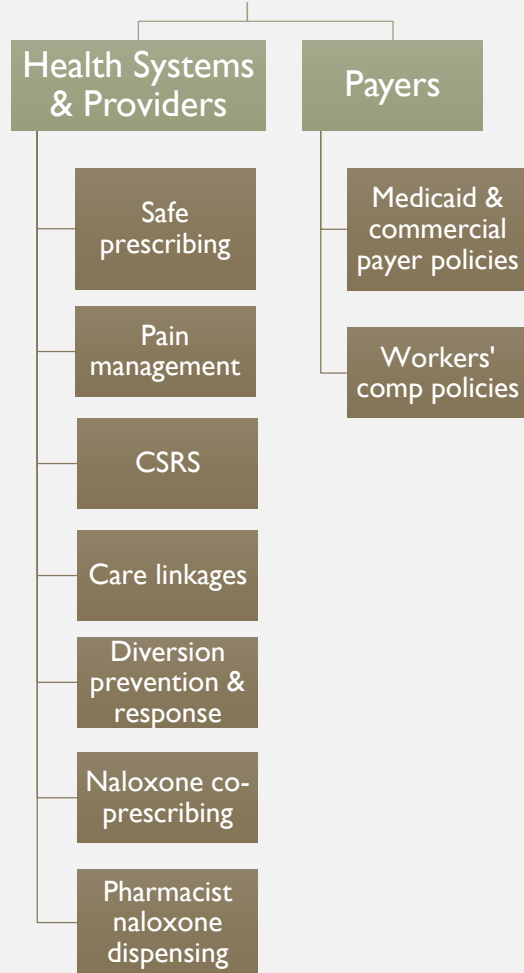 Health Systems
& Providers
Safe
prescribing
Pain
management
CSRS
Care linkages
Diversion
prevention &
response
Naloxone co-
prescribing
Pharmacist
naloxone
dispensing
Payers
Medicaid &
commercial
payer policies
Workers'
comp policies